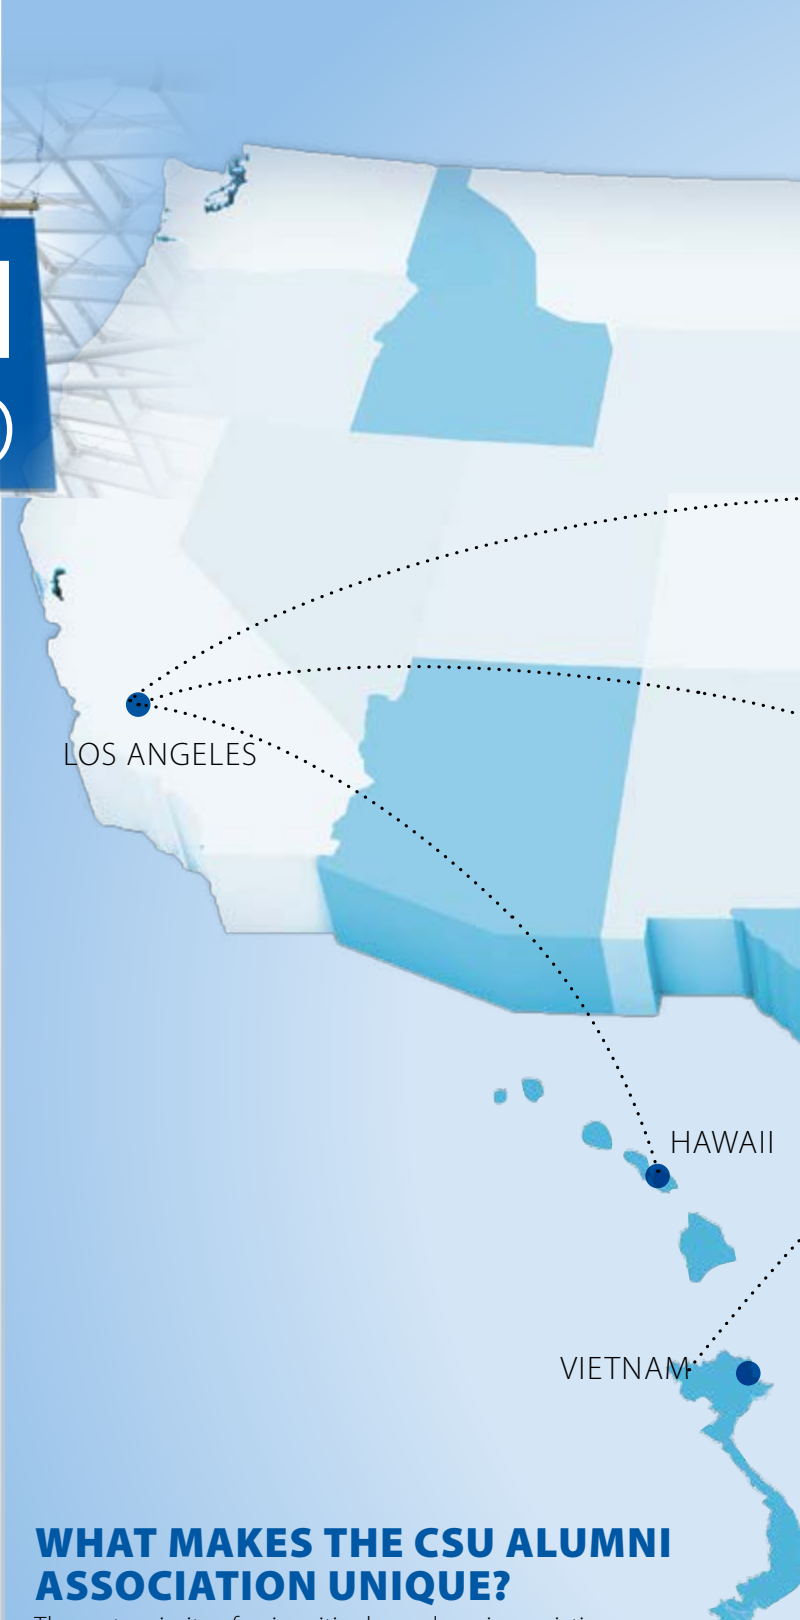 LOS ANGELES
HAWAII
VIETNAM
WHAT MAKES THE CSU ALUMNI
ASSOCIATION UNIQUE?